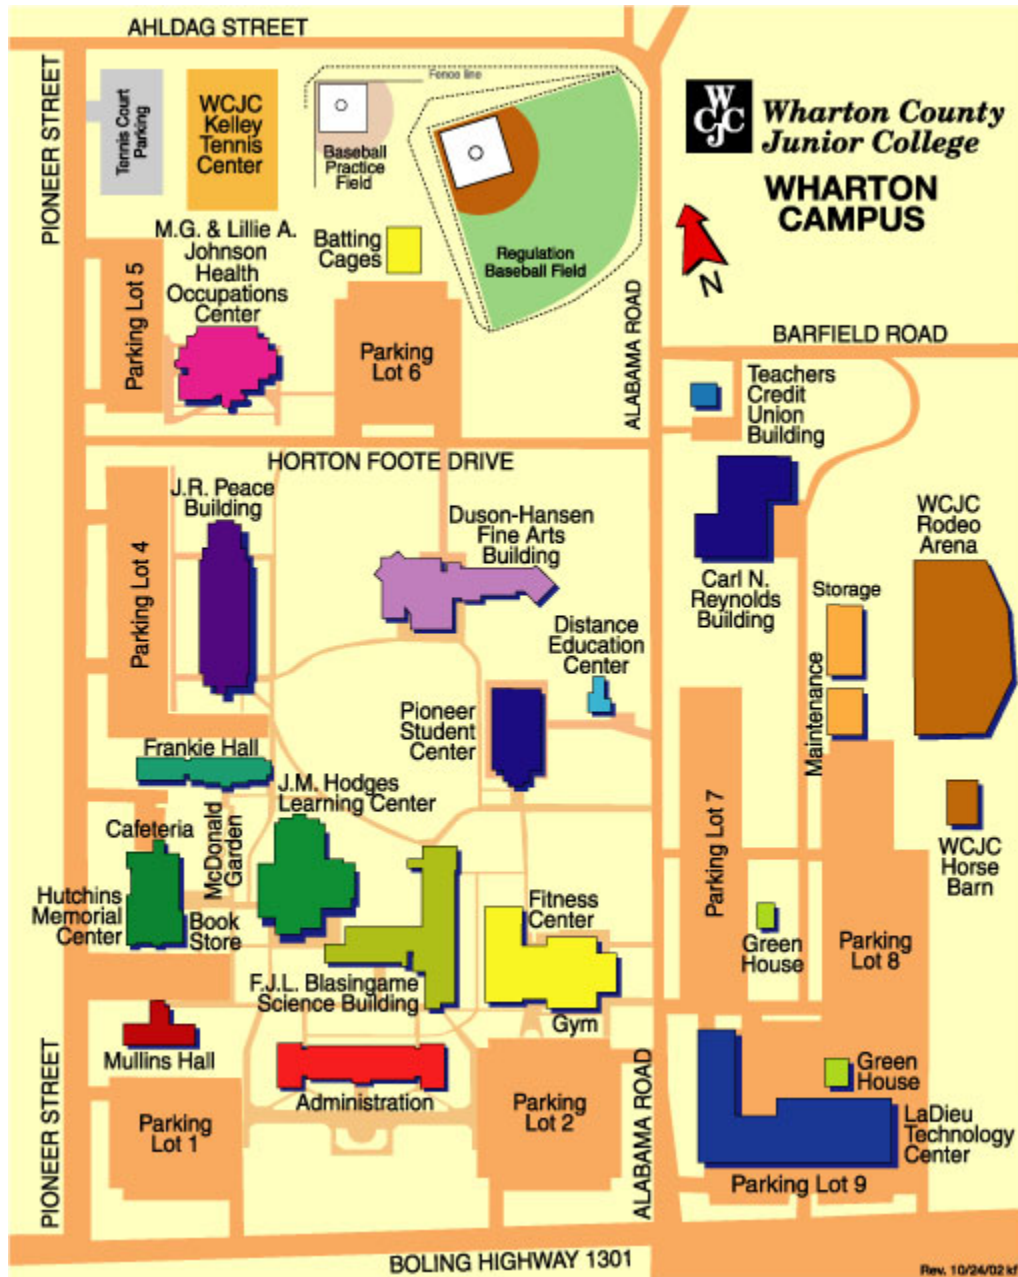 AHLDAG STREET
PIONEER STREET
Tennis Court
Parking
WCJC
Kelley
Tennis
Center
Fence line
Baseball
Practice
Field
Regulation
Baseball Field
Batting
Cages
ALABAMA ROAD
W
CJC
Wharton County
Junior College
WHARTON
CAMPUS
N
M.G. & Lillie A.
Johnson
Health
Occupations
Center
Parking Lot 5
Parking
Lot 6
BARFIELD ROAD
Teachers
Credit
Union
Building
HORTON FOOTE DRIVE
J.R. Peace
Building
Parking Lot 4
Duson-Hansen
Fine Arts
Building
Carl N.
Reynolds
Building
WCJC
Rodeo
Arena
Storage
Maintenance
Distance
Education
Center
Pioneer
Student
Center
Frankie Hall
J.M. Hodges
Learning Center
McDonald
Garden
Cafeteria
Hutchins
Memorial
Center
Book
Store
Parking Lot 7
WCJC
Horse
Barn
Fitness
Center
Green
House
Parking
Lot 8
F.J.L. Blasingame
Science Building
Gym
Mullins Hall
Administration
PIONEER STREET
Parking
Lot 1
Parking
Lot 2
ALABAMA ROAD
Green
House
LaDieu
Technology
Center
Parking Lot 9
BOLING HIGHWAY 1301
Rev. 10/24/02 kf